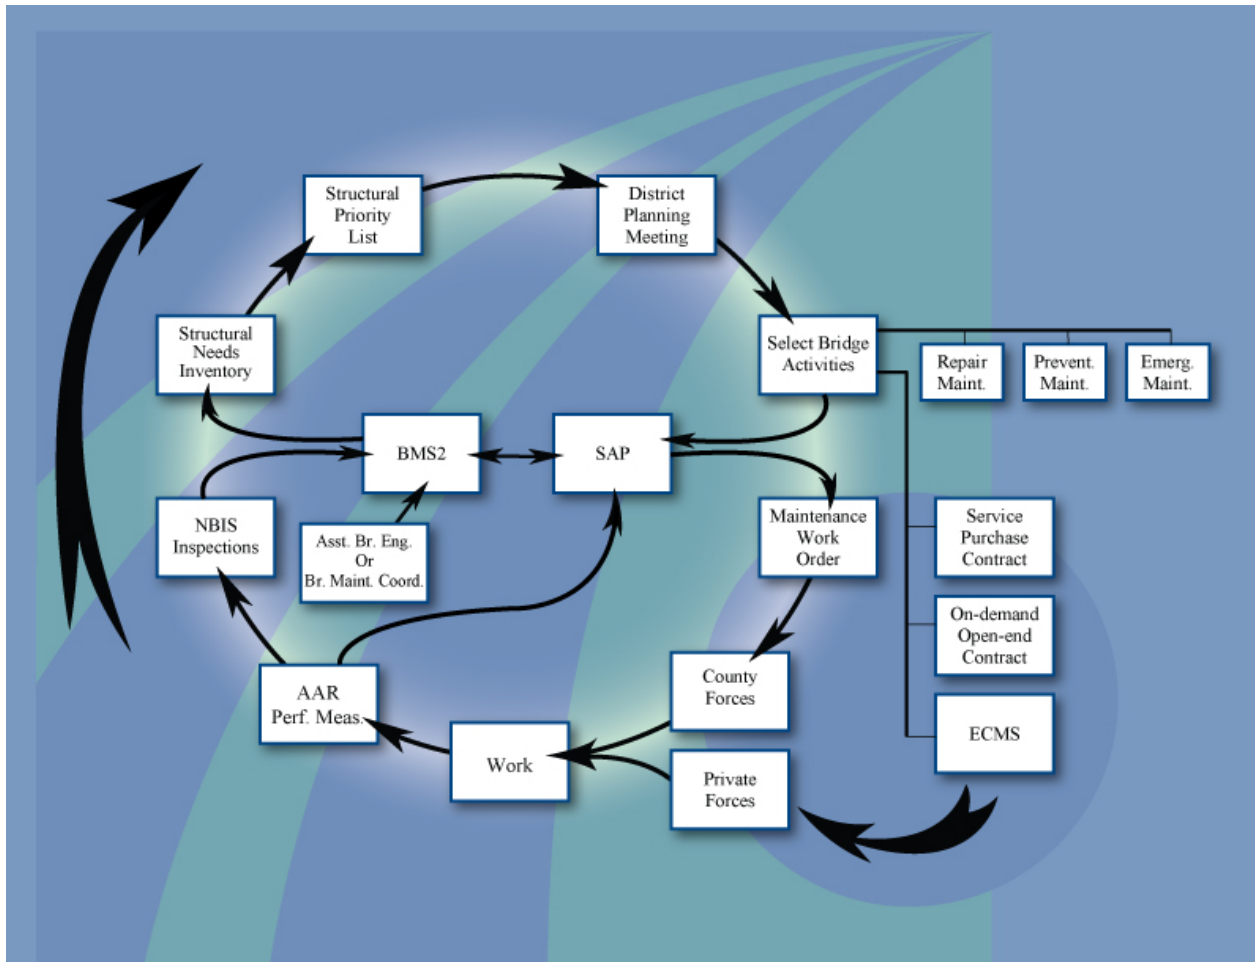 Structural
Priority
List
District
Planning
Meeting
Structural
Needs
Inventory
Select Bridge
Activities
Repair
Maint.
Prevent.
Maint.
Emerg.
Maint.
BMS2
SAP
NBIS
Inspections
Asst. Br. Eng.
Or
Br. Maint. Coord.
Maintenance
Work
Order
Service
Purchase
Contract
On-demand
Open-end
Contract
County
Forces
AAR
Perf. Meas.
Work
Private
Forces
ECMS